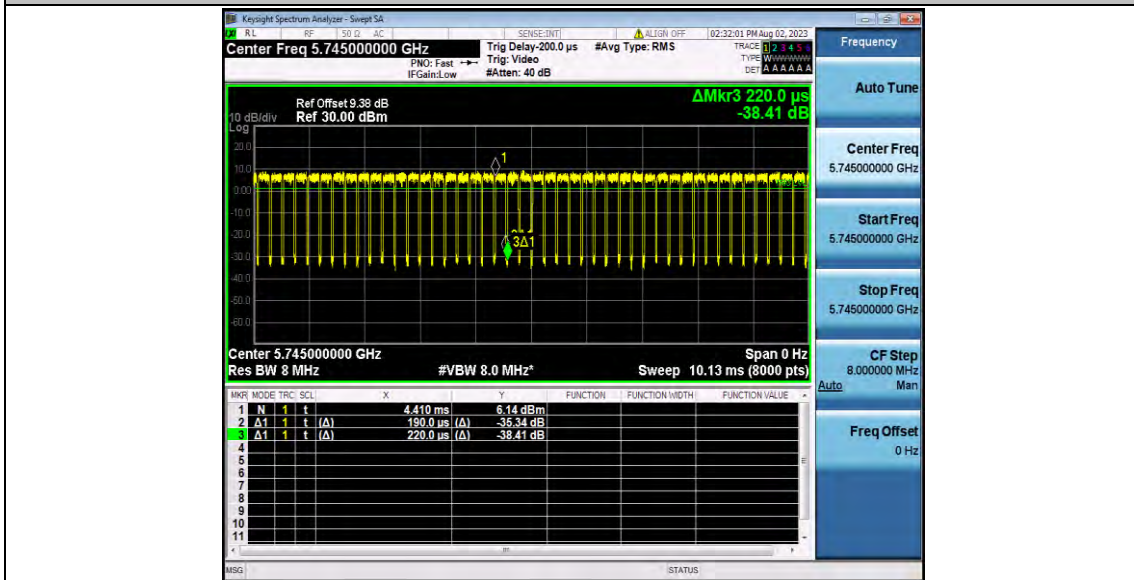 Keysight Spectrum Analyzer - Swept SA
RL RF 50 Ω AC SENSE:INT ALIGN OFF 02:32:01 PM Aug 02, 2023
Center Freq 5.745000000 GHz
Trig Delay-200.0 µs #Avg Type: RMS
TRACE 1 2 3 4 5 6
PNO: Fast Trig: Video
TYPE
IFGain:Low #Atten: 40 dB
DET A A A A A A
Frequency
Auto Tune
Center Freq
5.745000000 GHz
Start Freq
5.745000000 GHz
Stop Freq
5.745000000 GHz
CF Step
8.000000 MHz
Auto Man
Freq Offset
0 Hz
ΔMkr3 220.0 µs
-38.41 dB
Ref Offset 9.38 dB
10 dB/div Ref 30.00 dBm
Log
20.0
10.0
0.00
-10.0
-20.0
-30.0
-40.0
-50.0
-60.0
1
3Δ1
Center 5.745000000 GHz Span 0 Hz
Res BW 8 MHz #VBW 8.0 MHz* Sweep 10.13 ms (8000 pts)
MKR MODE TRC SCL X Y FUNCTION FUNCTION WIDTH FUNCTION VALUE
1 N 1 t 4.410 ms 6.14 dBm
2 Δ1 1 t (Δ) 190.0 µs (Δ) -35.34 dB
3 Δ1 1 t (Δ) 220.0 µs (Δ) -38.41 dB
4
5
6
7
8
9
10
11
MSG STATUS